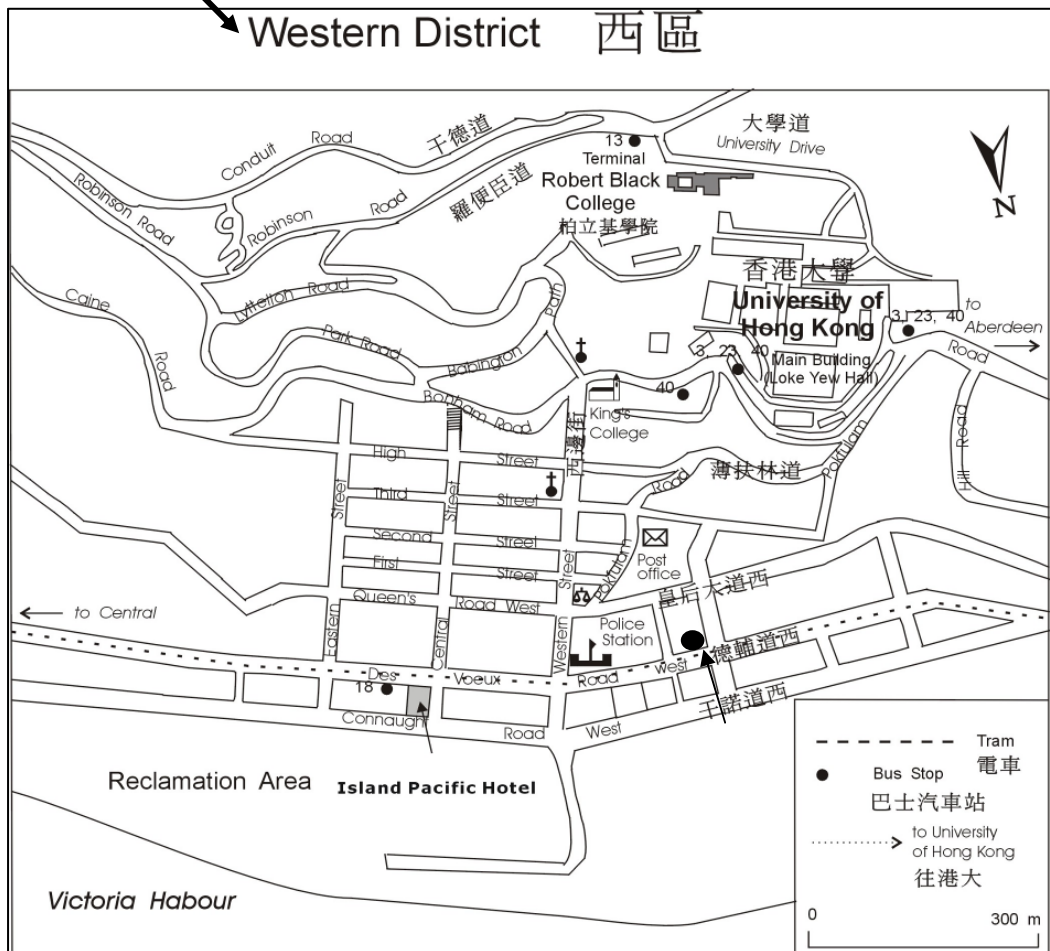 Western District 西區
大學道
University Drive
Conduit Road 干德道
13
Terminal
Robert Black
College
柏立基學院
N
Robinson Road
Robinson Road 羅便臣道
香港大學
University of
Hong Kong
3, 23, 40
to
Aberdeen
Road
Caine Road
Lyttelton Road
Park Road
Babington Path
3, 23, 40
Main Building
(Loke Yew Hall)
40
Bonham Road
King's
College
西邊街
High Street
薄扶林道
Pokfulam Road
Hill Road
Third Street
Second Street
First Street
Post
office
Pokfulam Road
Queen's Road West
皇后大道西
to Central
Police
Station
Eastern Street
Central Street
Western Street
Des Voeux Road West
德輔道西
18
Connaught Road West
干諾道西
Reclamation Area
Island Pacific Hotel
Victoria Habour
Tram
電車
Bus Stop
巴士汽車站
to University
of Hong Kong
往港大
0 300 m